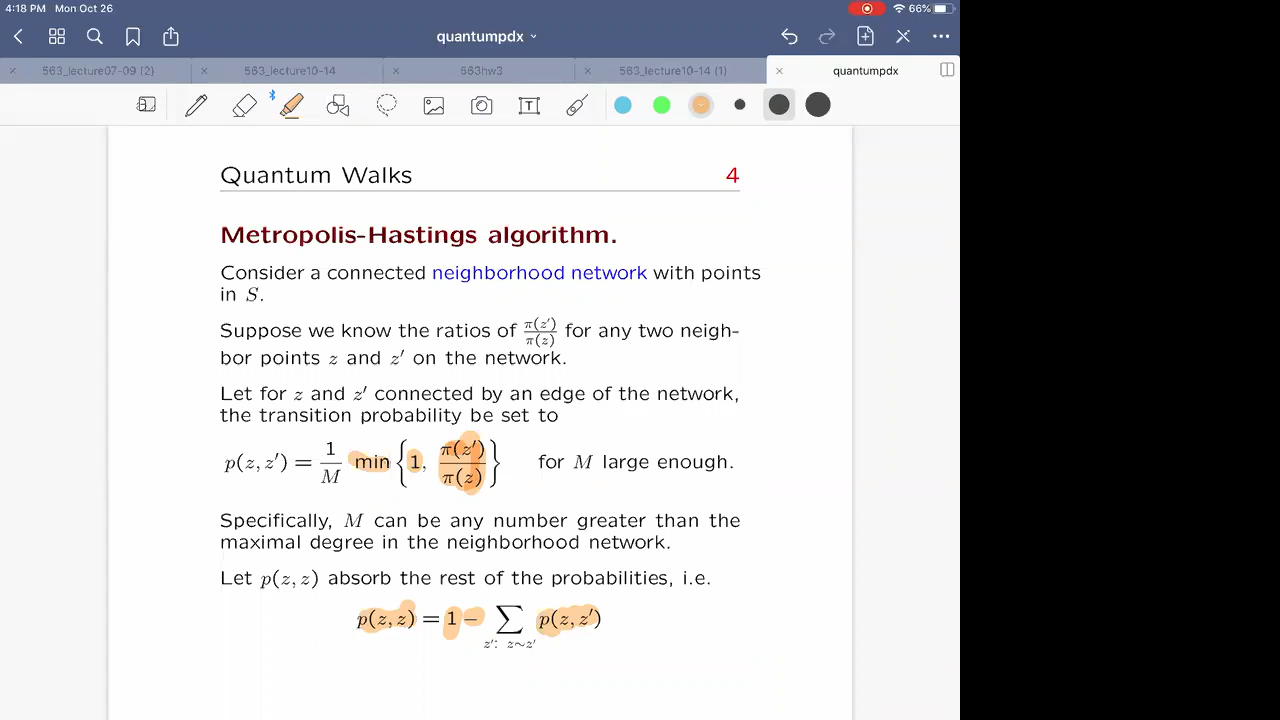 4:18 PM Mon Oct 26 66%
quantumpdx
563_lecture07-09 (2) 563_lecture10-14 563hw3 563_lecture10-14 (1) quantumpdx
T
Quantum Walks 4
Metropolis-Hastings algorithm.
Consider a connected neighborhood network with points
in S.
Suppose we know the ratios of π(z′)/π(z) for any two neigh-
bor points z and z′ on the network.
Let for z and z′ connected by an edge of the network,
the transition probability be set to
p(z, z′) = 1/M min {1, π(z′)/π(z)} for M large enough.
Specifically, M can be any number greater than the
maximal degree in the neighborhood network.
Let p(z, z) absorb the rest of the probabilities, i.e.
p(z, z) = 1 − ∑ p(z, z′)
z′: z∼z′